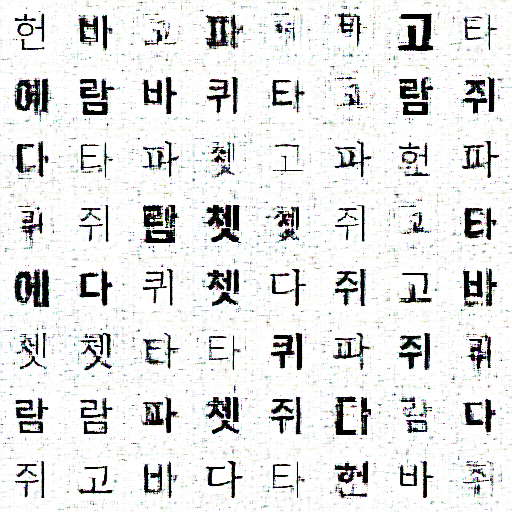 헌 바 고 파 헌 바 고 타
예 람 바 퀴 타 고 람 쥐
다 타 파 쳇 고 파 헌 파
퀴 쥐 람 쳇 쳇 쥐 고 타
에 다 퀴 쳇 다 쥐 고 바
쳇 쳇 타 타 퀴 파 쥐 퀴
람 람 파 쳇 쥐 다 람 다
쥐 고 바 다 타 헌 바 쥐